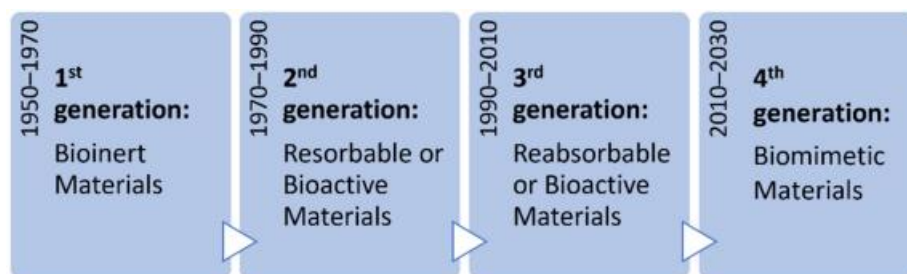 1950–1970
1st
generation:
Bioinert
Materials
1970–1990
2nd
generation:
Resorbable or
Bioactive
Materials
1990–2010
3rd
generation:
Reabsorbable
or Bioactive
Materials
2010–2030
4th
generation:
Biomimetic
Materials